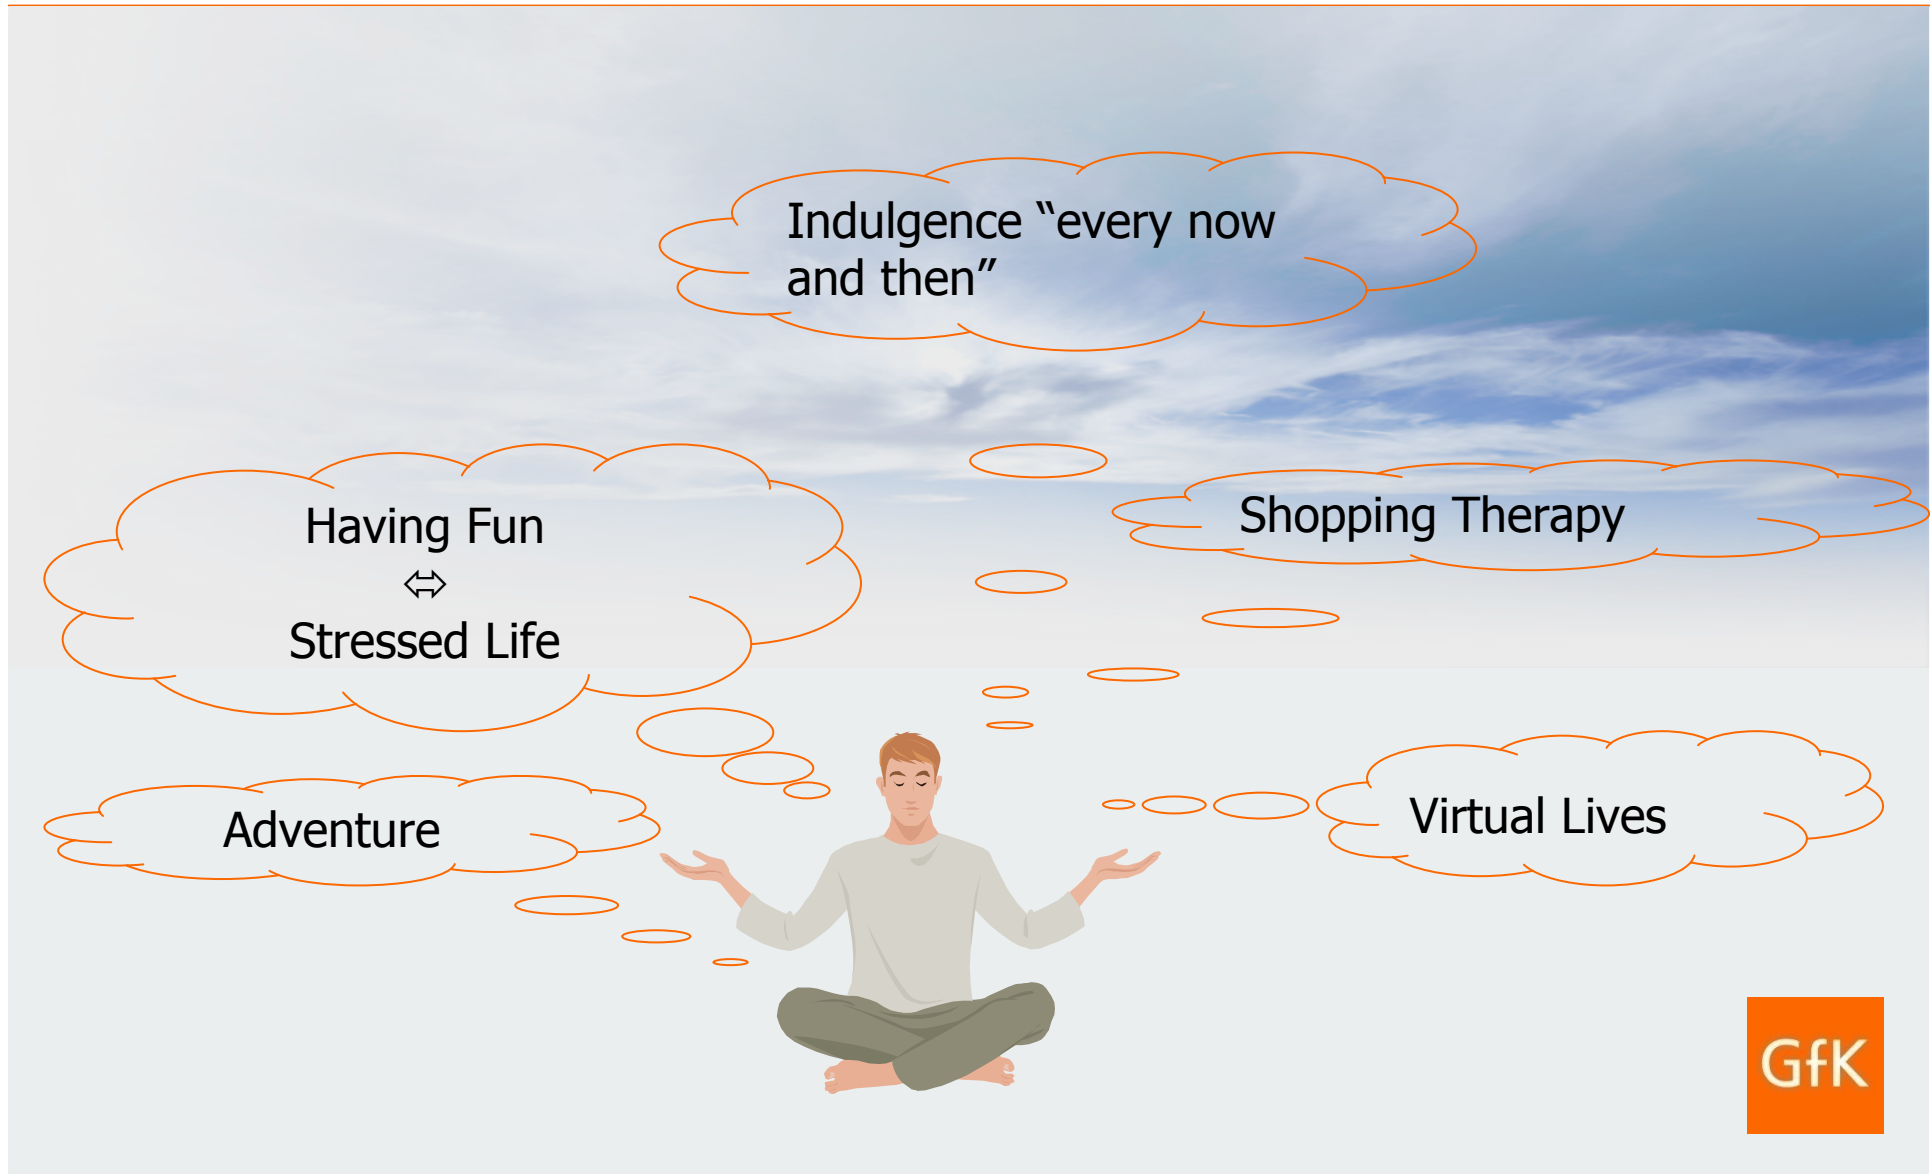 Indulgence “every now
and then”
Having Fun
⬄
Stressed Life
Shopping Therapy
Adventure
Virtual Lives
GfK